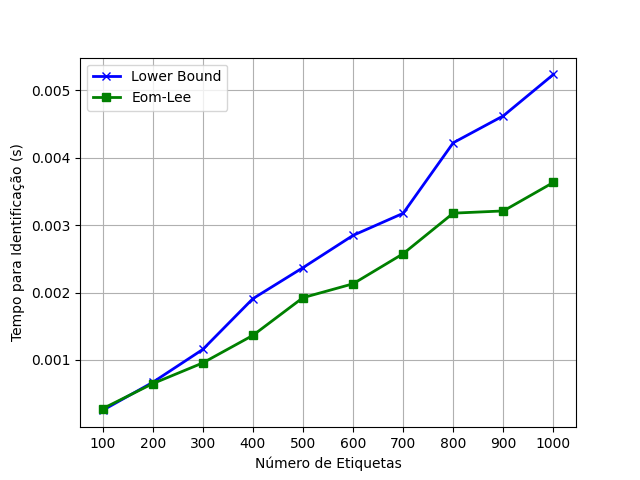 Lower Bound
Eom-Lee
Tempo para Identificação (s)
0.005
0.004
0.003
0.002
0.001
100 200 300 400 500 600 700 800 900 1000
Número de Etiquetas